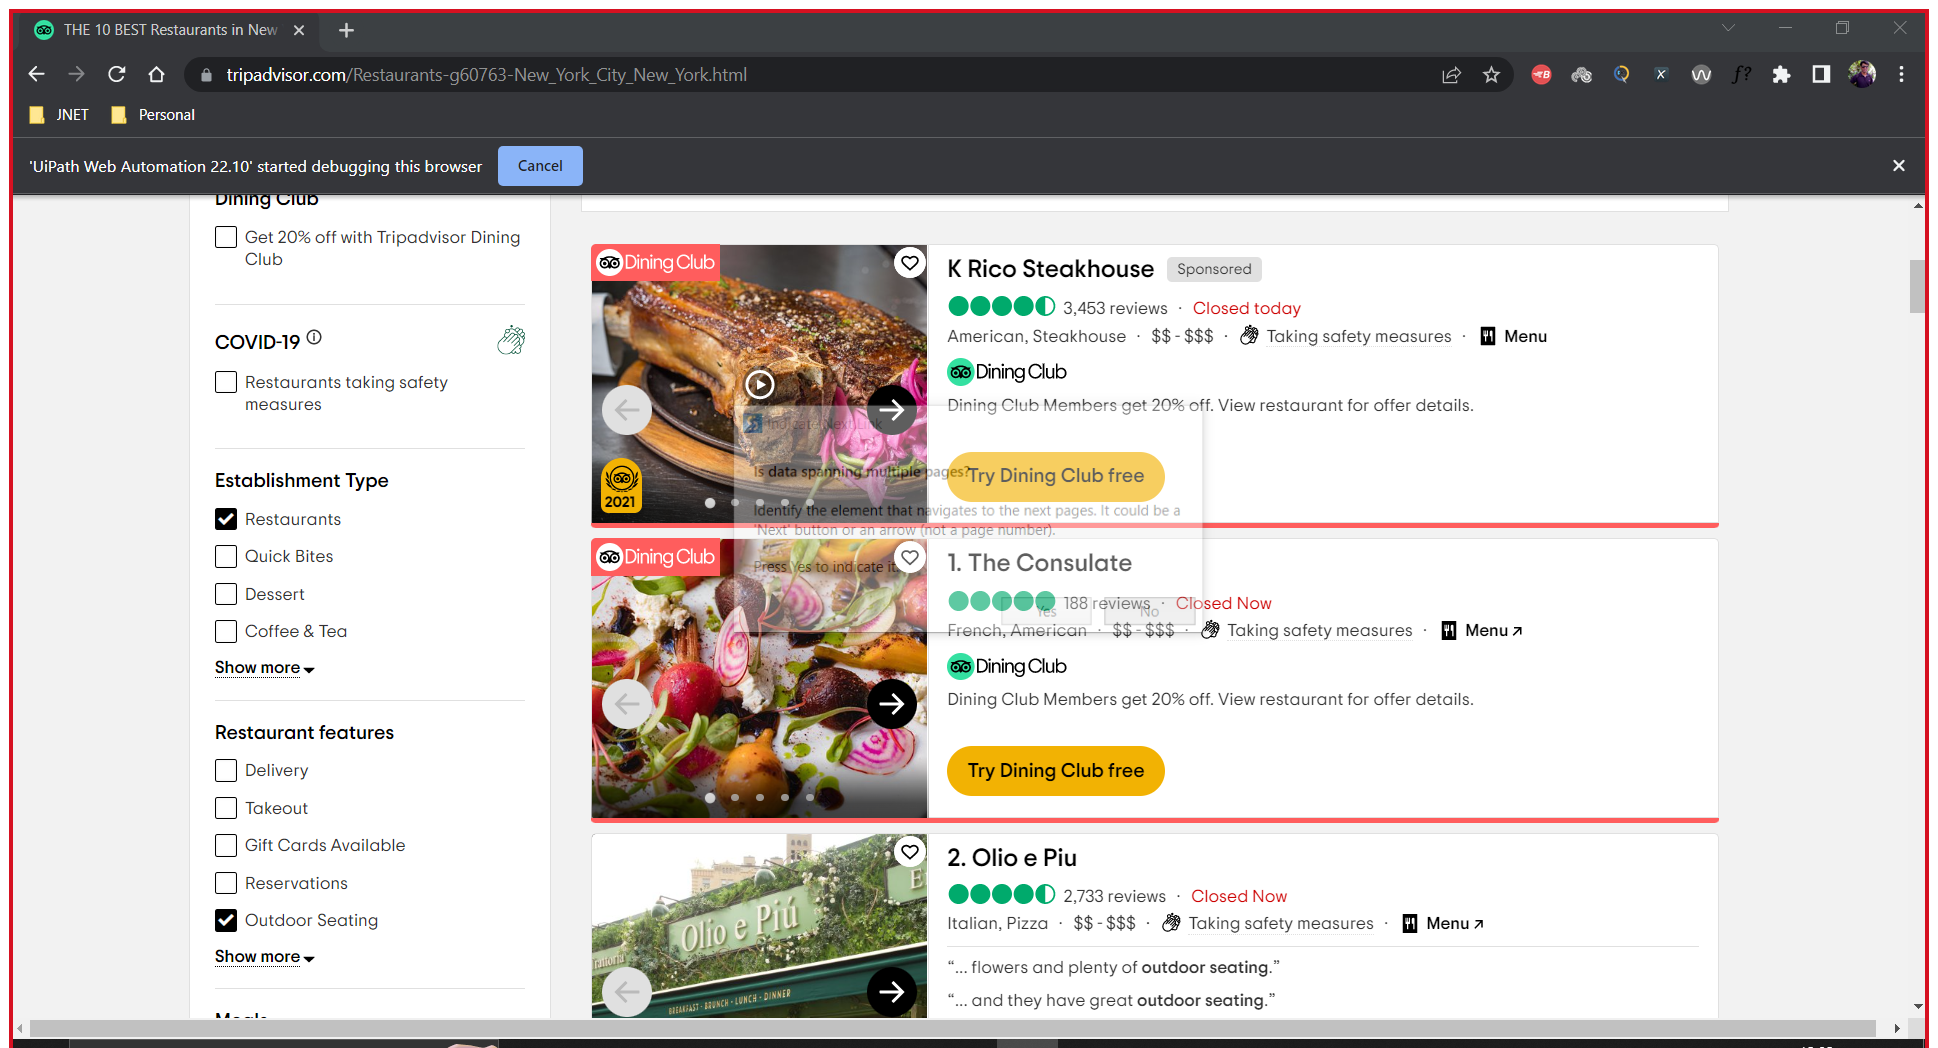 THE 10 BEST Restaurants in New
tripadvisor.com/Restaurants-g60763-New_York_City_New_York.html
JNET
Personal
'UiPath Web Automation 22.10' started debugging this browser
Cancel
Dining Club
Get 20% off with Tripadvisor Dining
Club
COVID-19
Restaurants taking safety
measures
Establishment Type
Restaurants
Quick Bites
Dessert
Coffee & Tea
Show more
Restaurant features
Delivery
Takeout
Gift Cards Available
Reservations
Outdoor Seating
Show more
Meals
Dining Club
2021
K Rico Steakhouse Sponsored
3,453 reviews · Closed today
American, Steakhouse · $$ - $$$ · Taking safety measures · Menu
Dining Club
Dining Club Members get 20% off. View restaurant for offer details.
Try Dining Club free
Indicate Next Link
Is data spanning multiple pages?
Identify the element that navigates to the next pages. It could be a
'Next' button or an arrow (not a page number).
Press Yes to indicate it.
Yes
No
Dining Club
1. The Consulate
188 reviews · Closed Now
French, American · $$ - $$$ · Taking safety measures · Menu
Dining Club
Dining Club Members get 20% off. View restaurant for offer details.
Try Dining Club free
Olio e Piú
trattoria
BREAKFAST - BRUNCH - LUNCH - DINNER
2. Olio e Piu
2,733 reviews · Closed Now
Italian, Pizza · $$ - $$$ · Taking safety measures · Menu
“... flowers and plenty of outdoor seating.”
“... and they have great outdoor seating.”